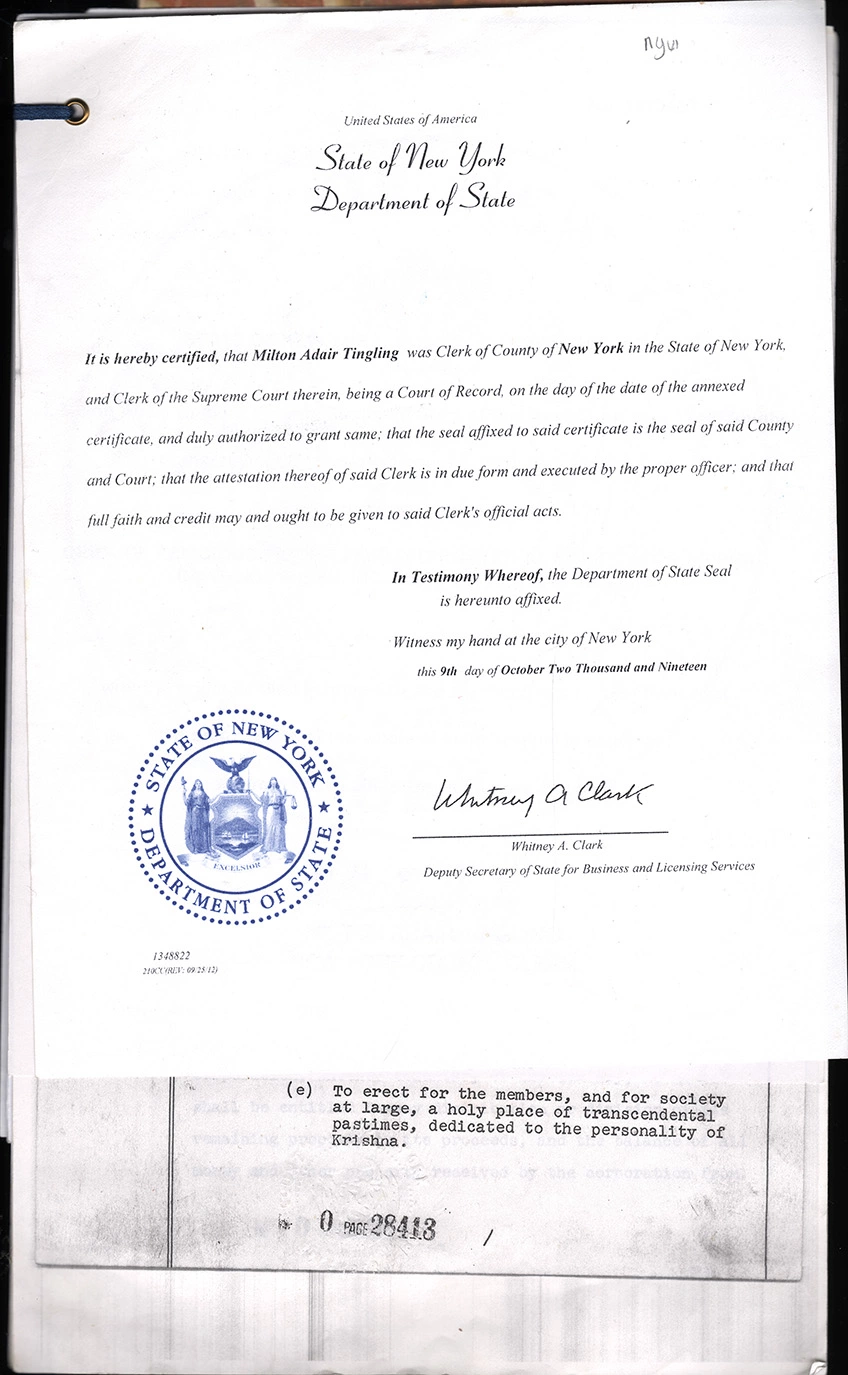 United States of America
State of New York
Department of State
It is hereby certified, that Milton Adair Tingling was Clerk of County of New York in the State of New York,
and Clerk of the Supreme Court therein, being a Court of Record, on the day of the date of the annexed
certificate, and duly authorized to grant same; that the seal affixed to said certificate is the seal of said County
and Court; that the attestation thereof of said Clerk is in due form and executed by the proper officer; and that
full faith and credit may and ought to be given to said Clerk's official acts.
In Testimony Whereof, the Department of State Seal
is hereunto affixed.
Witness my hand at the city of New York
this 9th day of October Two Thousand and Nineteen
STATE OF NEW YORK
EXCELSIOR
DEPARTMENT OF STATE
Whitney A Clark
Whitney A. Clark
Deputy Secretary of State for Business and Licensing Services
1348822
210CC(REV: 09/25/12)
(e) To erect for the members, and for society
at large, a holy place of transcendental
pastimes, dedicated to the personality of
Krishna.
0 PAGE 28413